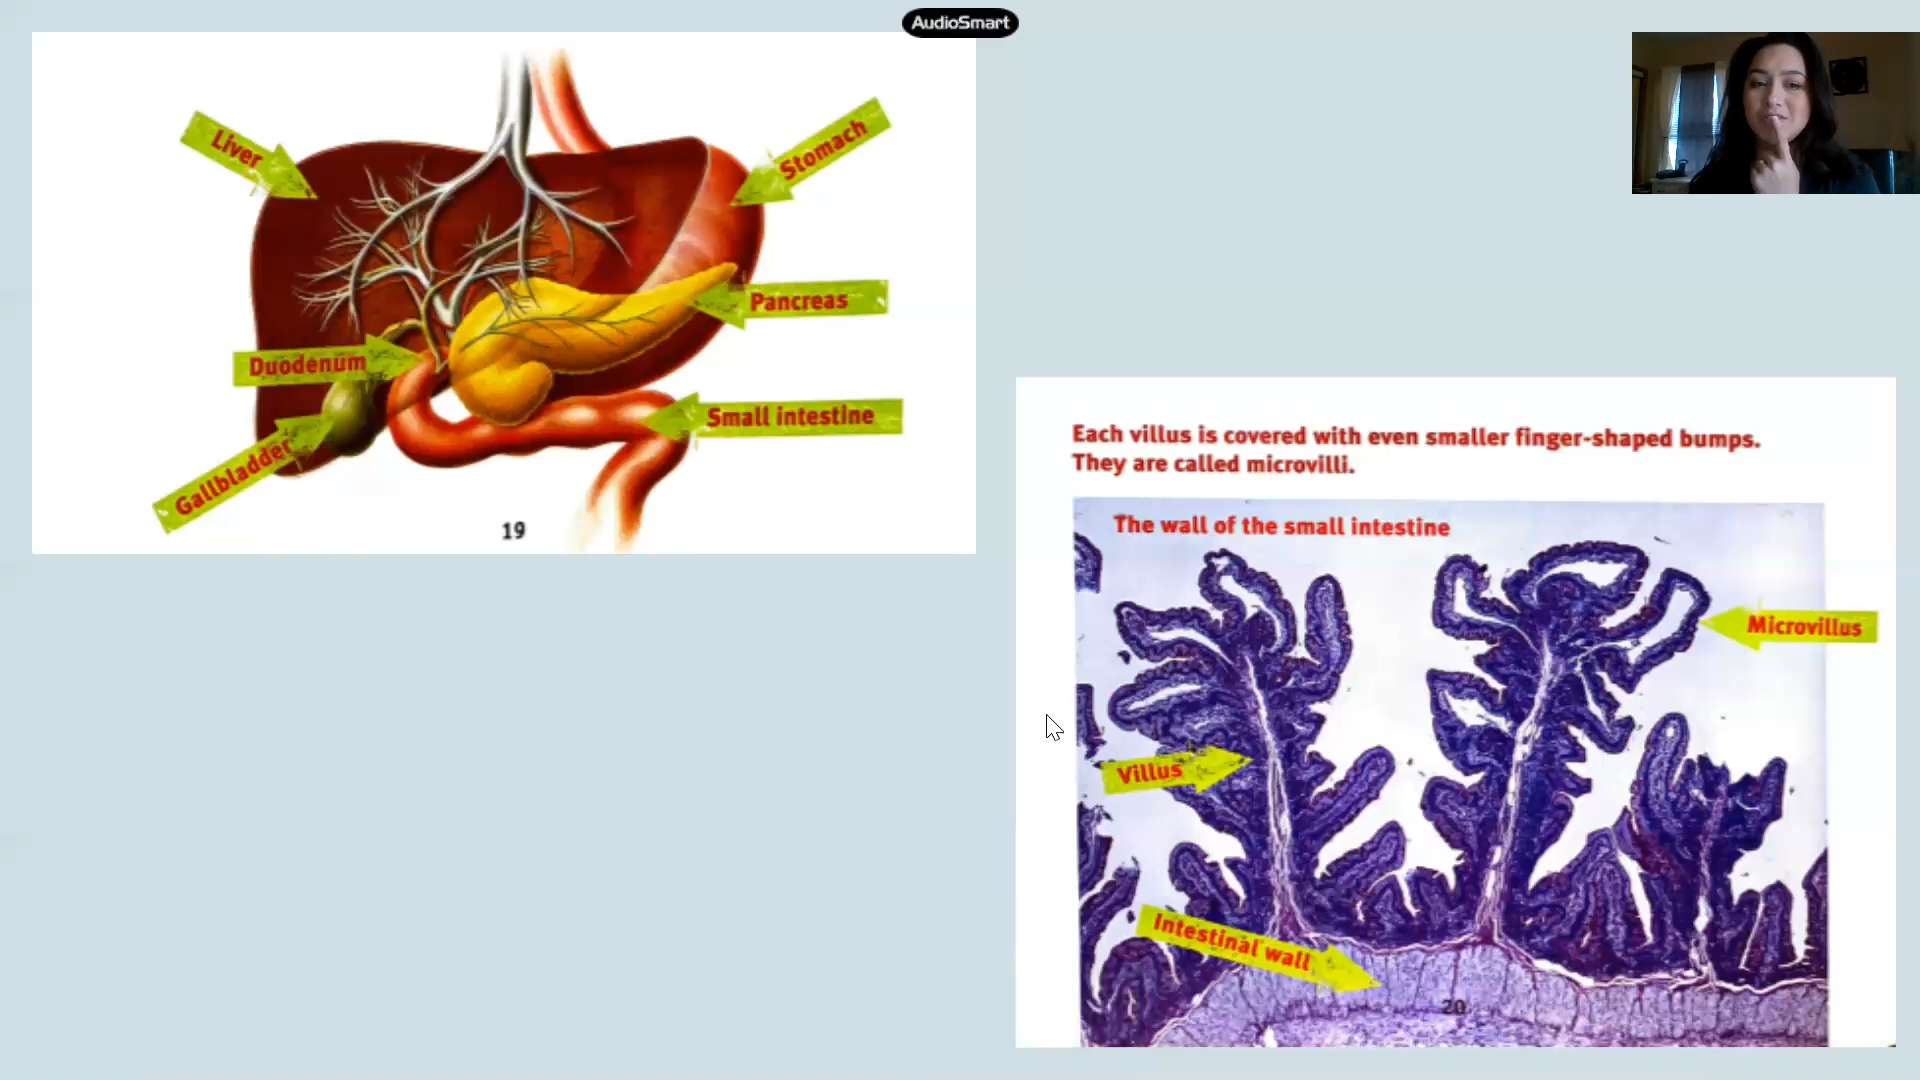 AudioSmart
Liver
Stomach
Pancreas
Duodenum
Small intestine
Gallbladder
19
Each villus is covered with even smaller finger-shaped bumps.
They are called microvilli.
The wall of the small intestine
Microvillus
Villus
Intestinal wall
20